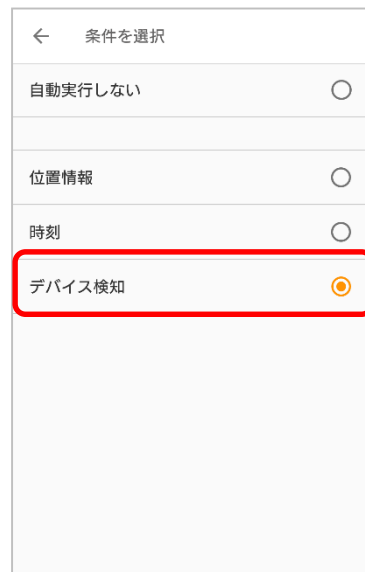 条件を選択
自動実行しない
位置情報
時刻
デバイス検知